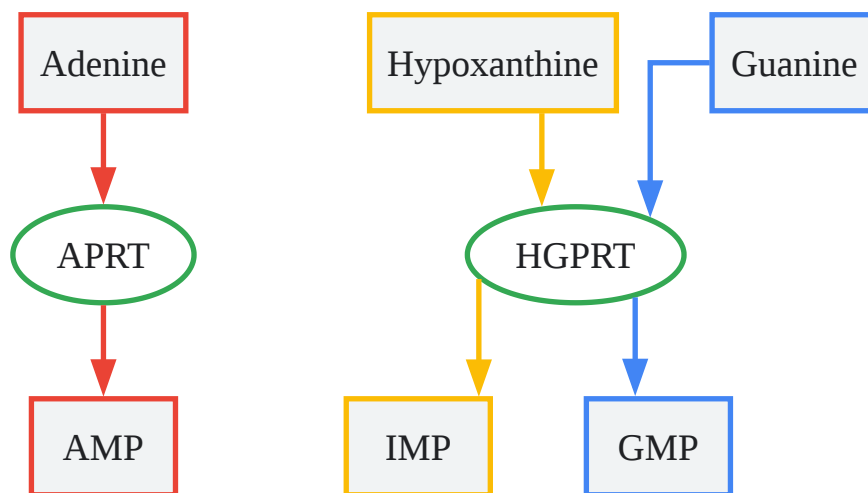 Adenine
Hypoxanthine
Guanine
APRT
HGPRT
AMP
IMP
GMP